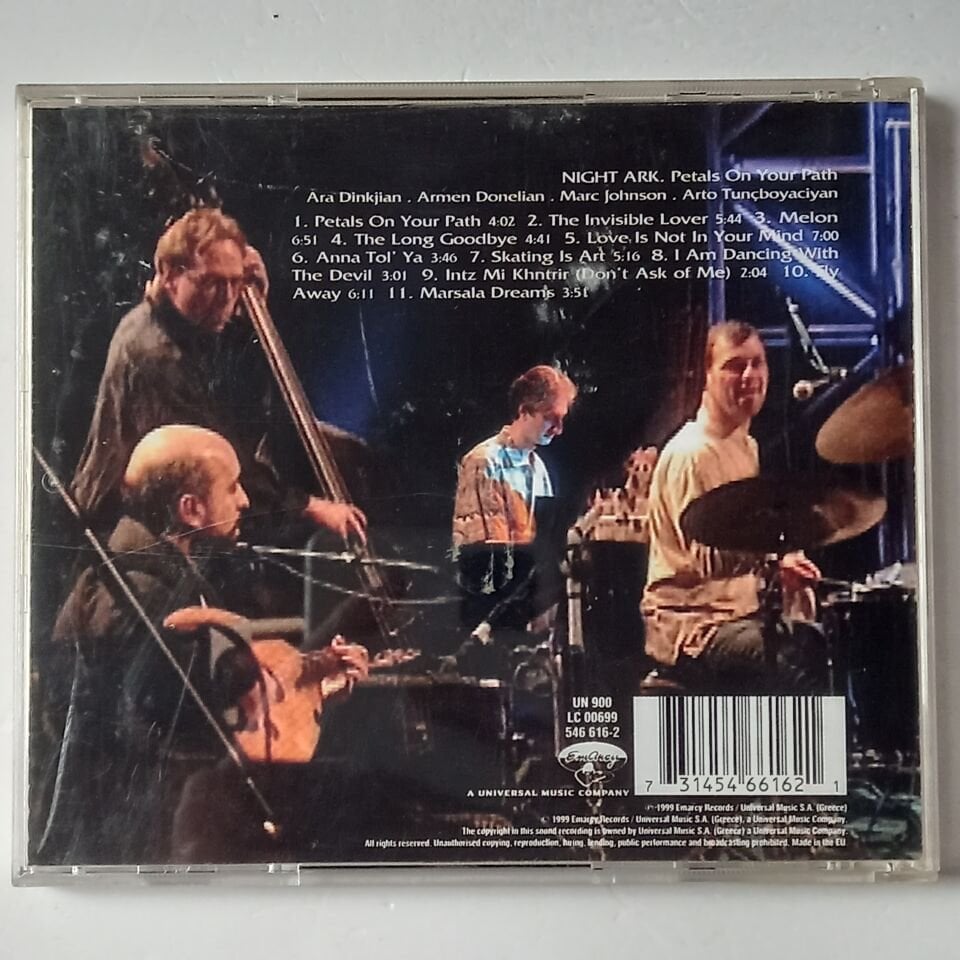 NIGHT ARK. Petals On Your Path
Ara Dinkjian . Armen Donelian . Marc Johnson . Arto Tunçboyaciyan
1. Petals On Your Path 4:02 2. The Invisible Lover 5:44 3. Melon
6:51 4. The Long Goodbye 4:41 5. Love Is Not In Your Mind 7:00
6. Anna Tol' Ya 3:46 7. Skating Is Art 5:16 8. I Am Dancing With
The Devil 3:01 9. Intz Mi Khntrir (Don't Ask of Me) 2:04 10. Fly
Away 6:11 11. Marsala Dreams 3:51
UN 900
LC 00699
546 616-2
EmArcy
A UNIVERSAL MUSIC COMPANY
7 31454 66162 1
℗ 1999 Emarcy Records / Universal Music S.A. (Greece)
© 1999 Emarcy Records / Universal Music S.A. (Greece), a Universal Music Company.
The copyright in this sound recording is owned by Universal Music S.A. (Greece) a Universal Music Company.
All rights reserved. Unauthorised copying, reproduction, hiring, lending, public performance and broadcasting prohibited. Made in the EU